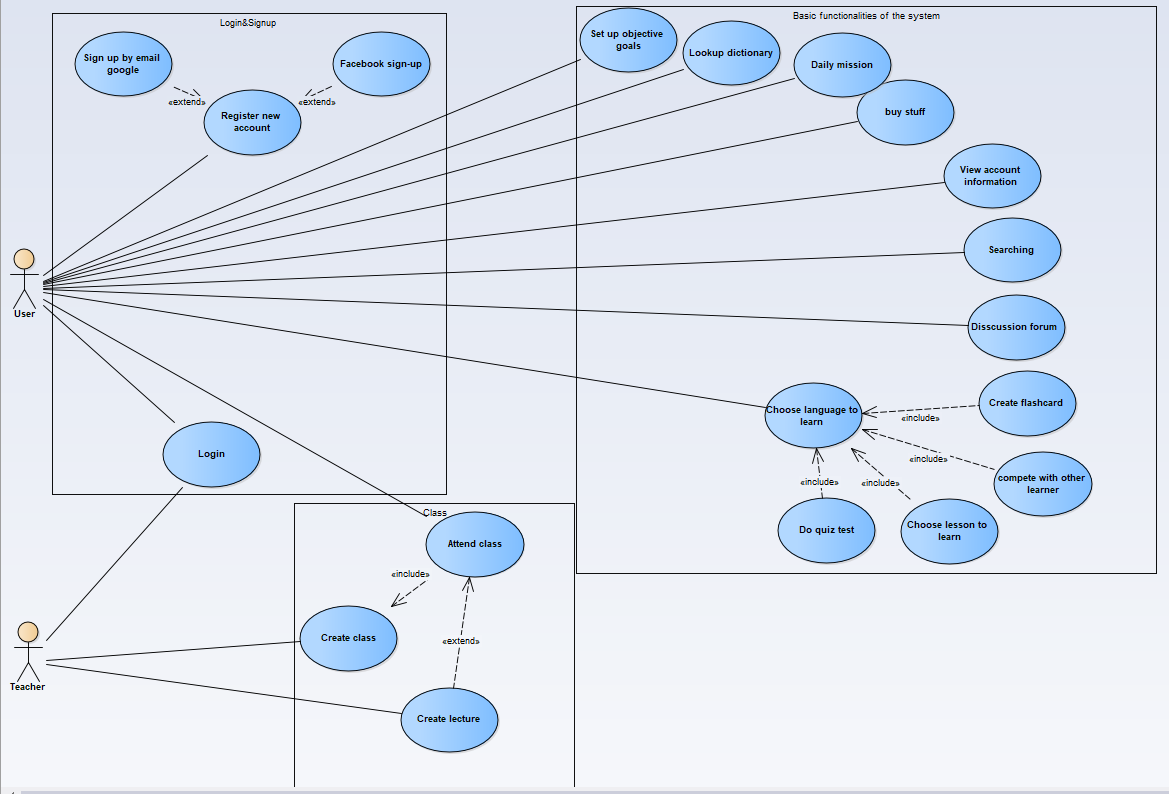 Login&Signup
Basic functionalities of the system
Sign up by email
google
Facebook sign-up
«extend»
«extend»
Register new
account
Set up objective
goals
Lookup dictionary
Daily mission
buy stuff
View account
information
Searching
Disscussion forum
User
Choose language to
learn
Create flashcard
«include»
«include»
compete with other
learner
«include»
«include»
Do quiz test
Choose lesson to
learn
Login
Class
Attend class
«include»
Create class
«extend»
Create lecture
Teacher